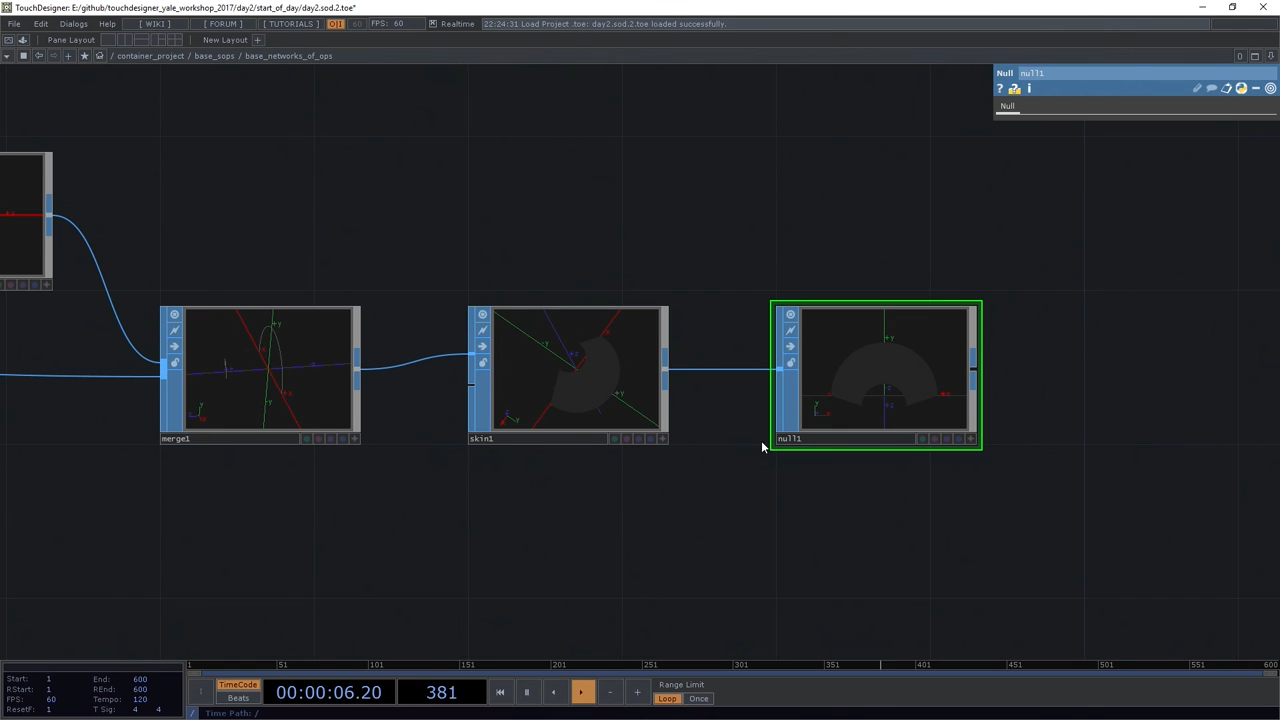 TouchDesigner: E:/github/touchdesigner_yale_workshop_2017/day2/start_of_day/day2.sod.2.toe*
File Edit Dialogs Help [ WIKI ] [ FORUM ] [ TUTORIALS ] O|I 60 FPS: 60 Realtime 22:24:31 Load Project .toe: day2.sod.2.toe loaded successfully.
Pane Layout New Layout +
/ container_project / base_sops / base_networks_of_ops 0
Null null1
? ? i
Null
merge1
skin1
null1
1 51 101 151 201 251 301 351 401 451 501 551 600
Start: 1 End: 600
RStart: 1 REnd: 600
FPS: 60 Tempo: 120
ResetF: 1 T Sig: 4 4
TimeCode
Beats
00:00:06.20
381
Range Limit
Loop Once
/ Time Path: /